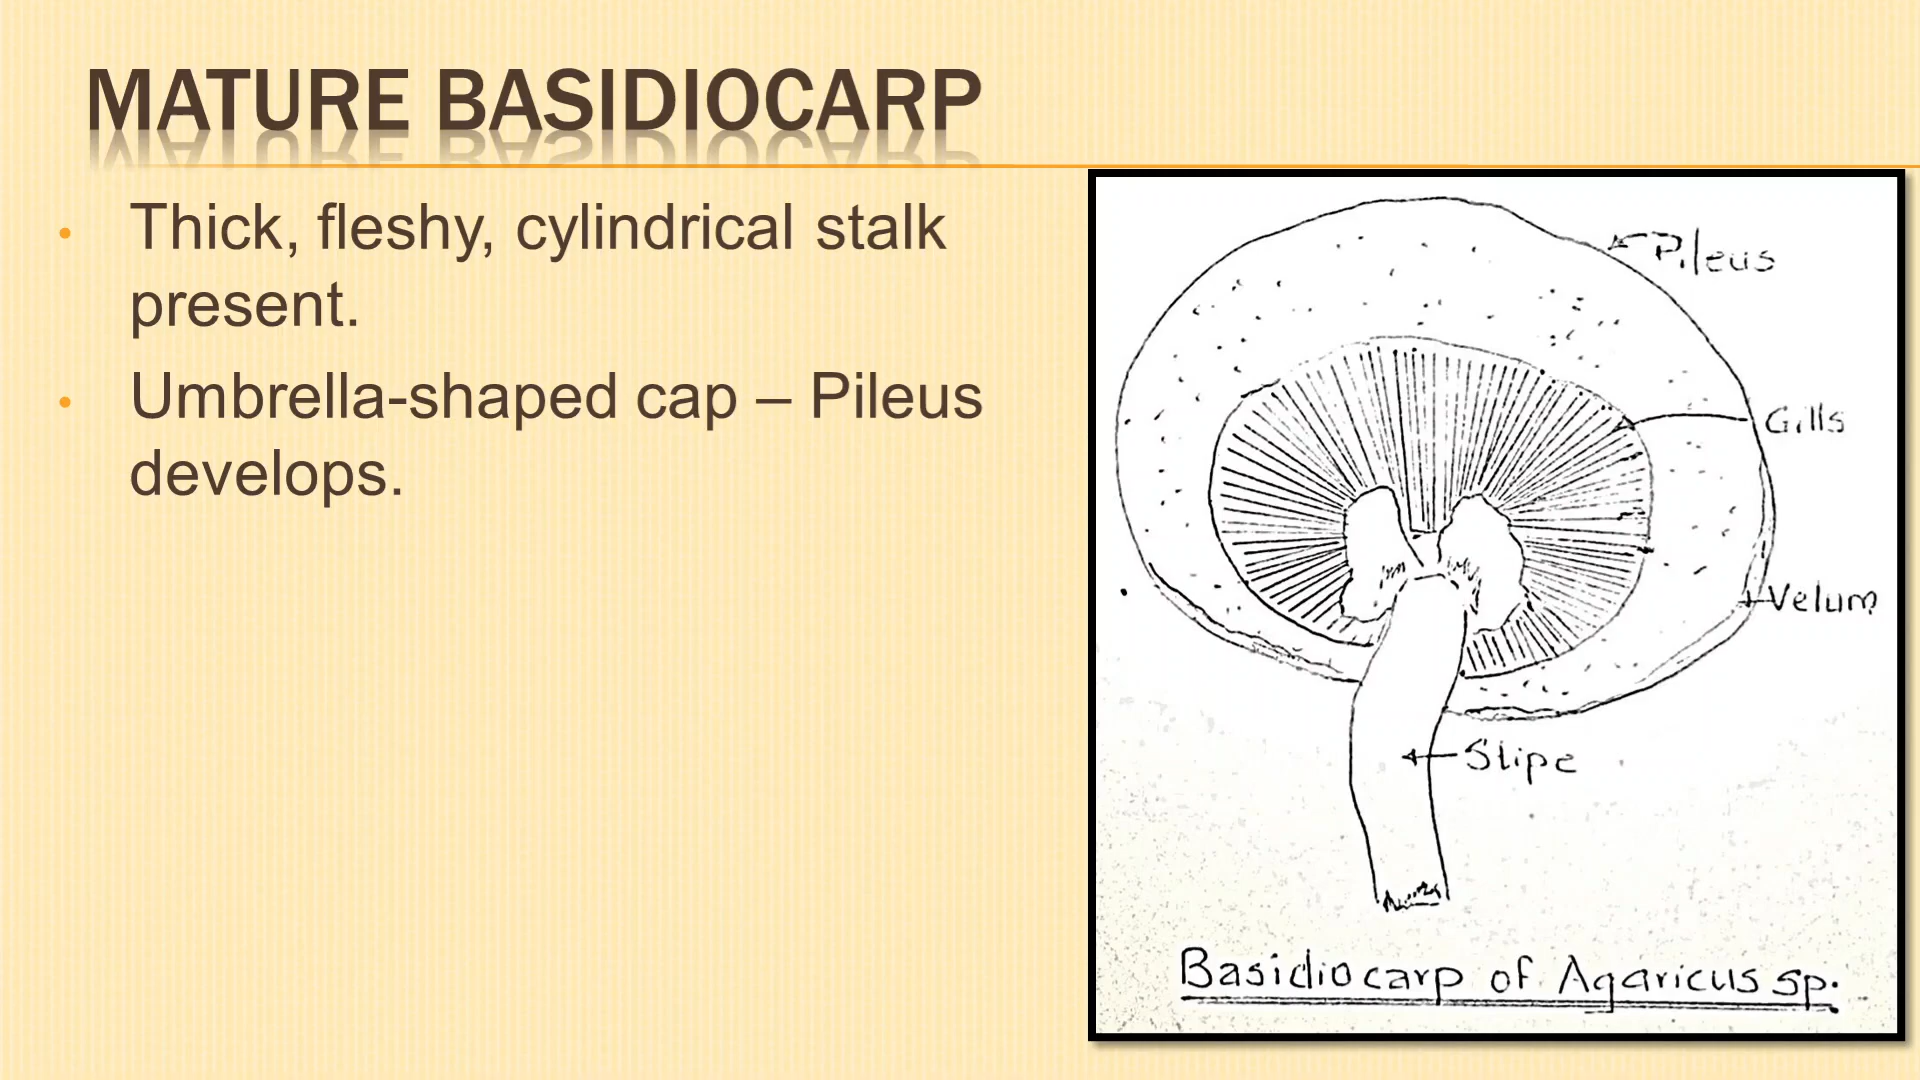 MATURE BASIDIOCARP
• Thick, fleshy, cylindrical stalk
present.
• Umbrella-shaped cap – Pileus
develops.
Pileus
Gills
Velum
Stipe
Basidiocarp of Agaricus sp.